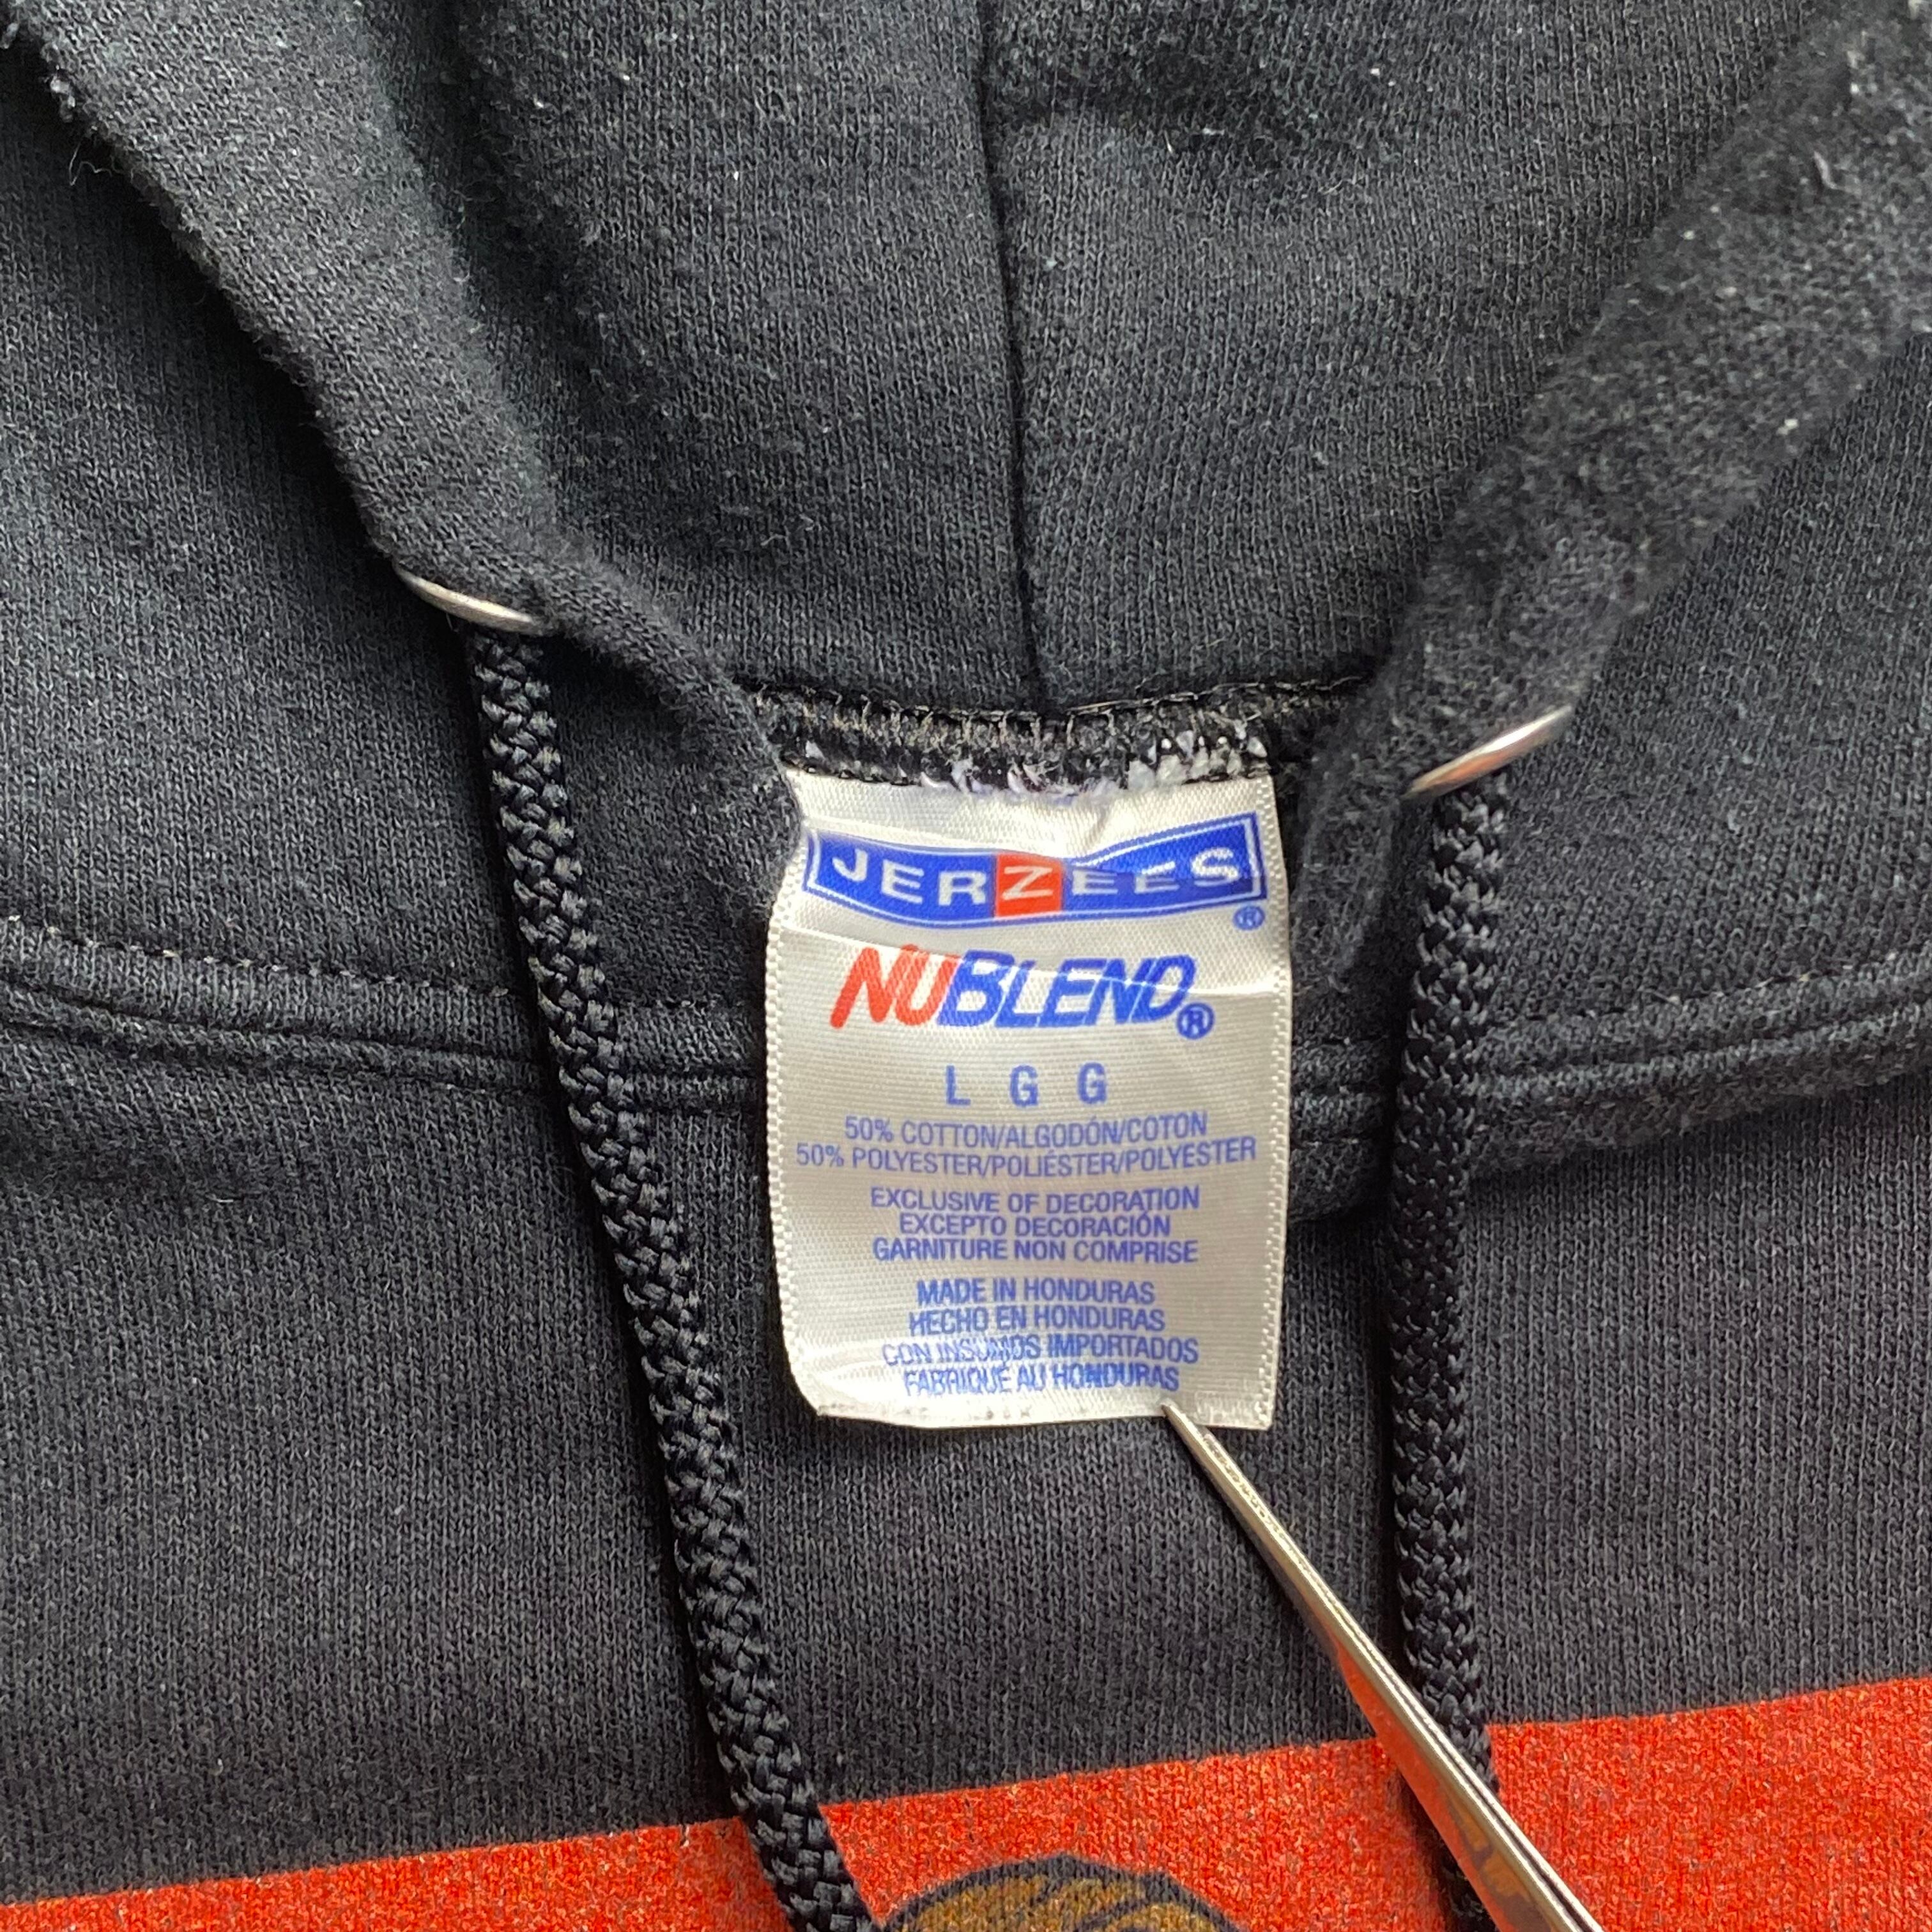 JERZEES®
NUBLEND®
L G G
50% COTTON/ALGODÓN/COTON
50% POLYESTER/POLIÉSTER/POLYESTER
EXCLUSIVE OF DECORATION
EXCEPTO DECORACIÓN
GARNITURE NON COMPRISE
MADE IN HONDURAS
HECHO EN HONDURAS
CON INSUMOS IMPORTADOS
FABRIQUÉ AU HONDURAS